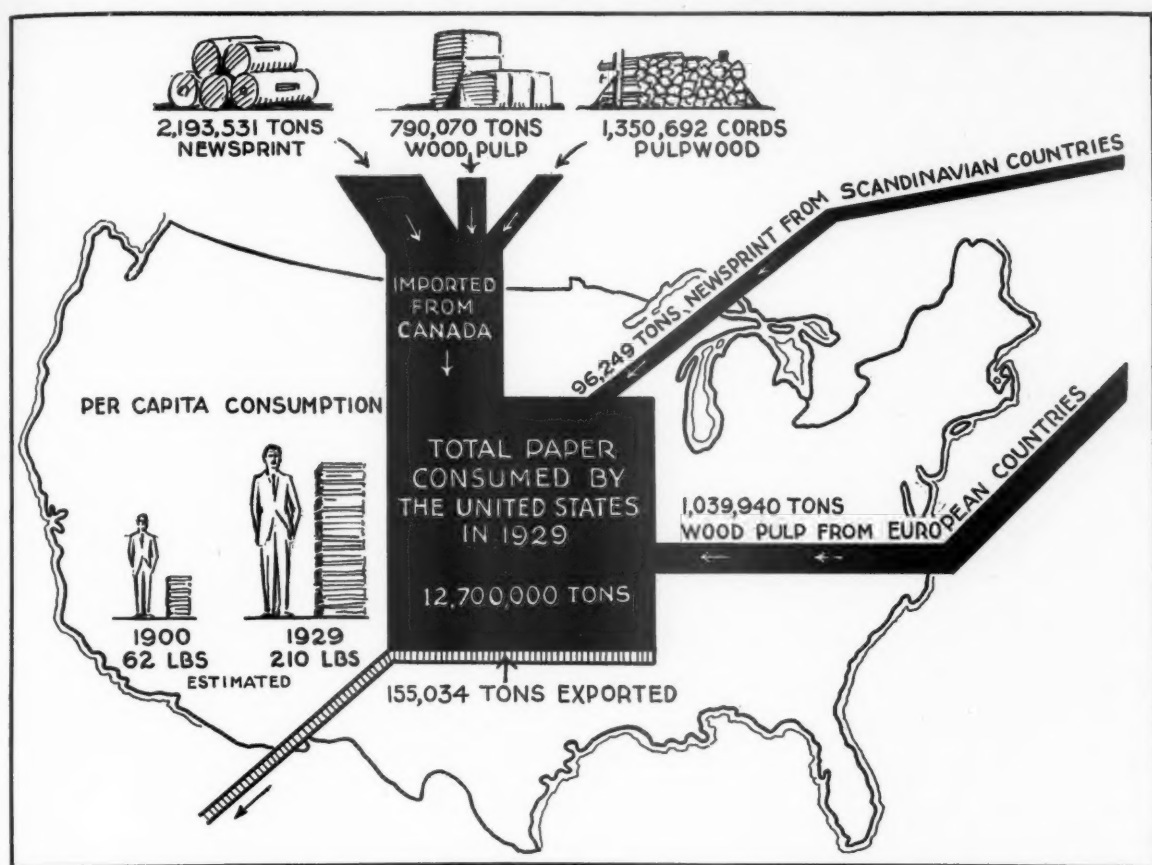 2,193,531 TONS
NEWSPRINT
790,070 TONS
WOOD PULP
1,350,692 CORDS
PULPWOOD
IMPORTED
FROM
CANADA
96,249 TONS NEWSPRINT FROM SCANDINAVIAN COUNTRIES
PER CAPITA CONSUMPTION
1900
62 LBS
1929
210 LBS
ESTIMATED
TOTAL PAPER
CONSUMED BY
THE UNITED STATES
IN 1929
12,700,000 TONS
1,039,940 TONS
WOOD PULP FROM EUROPEAN COUNTRIES
155,034 TONS EXPORTED